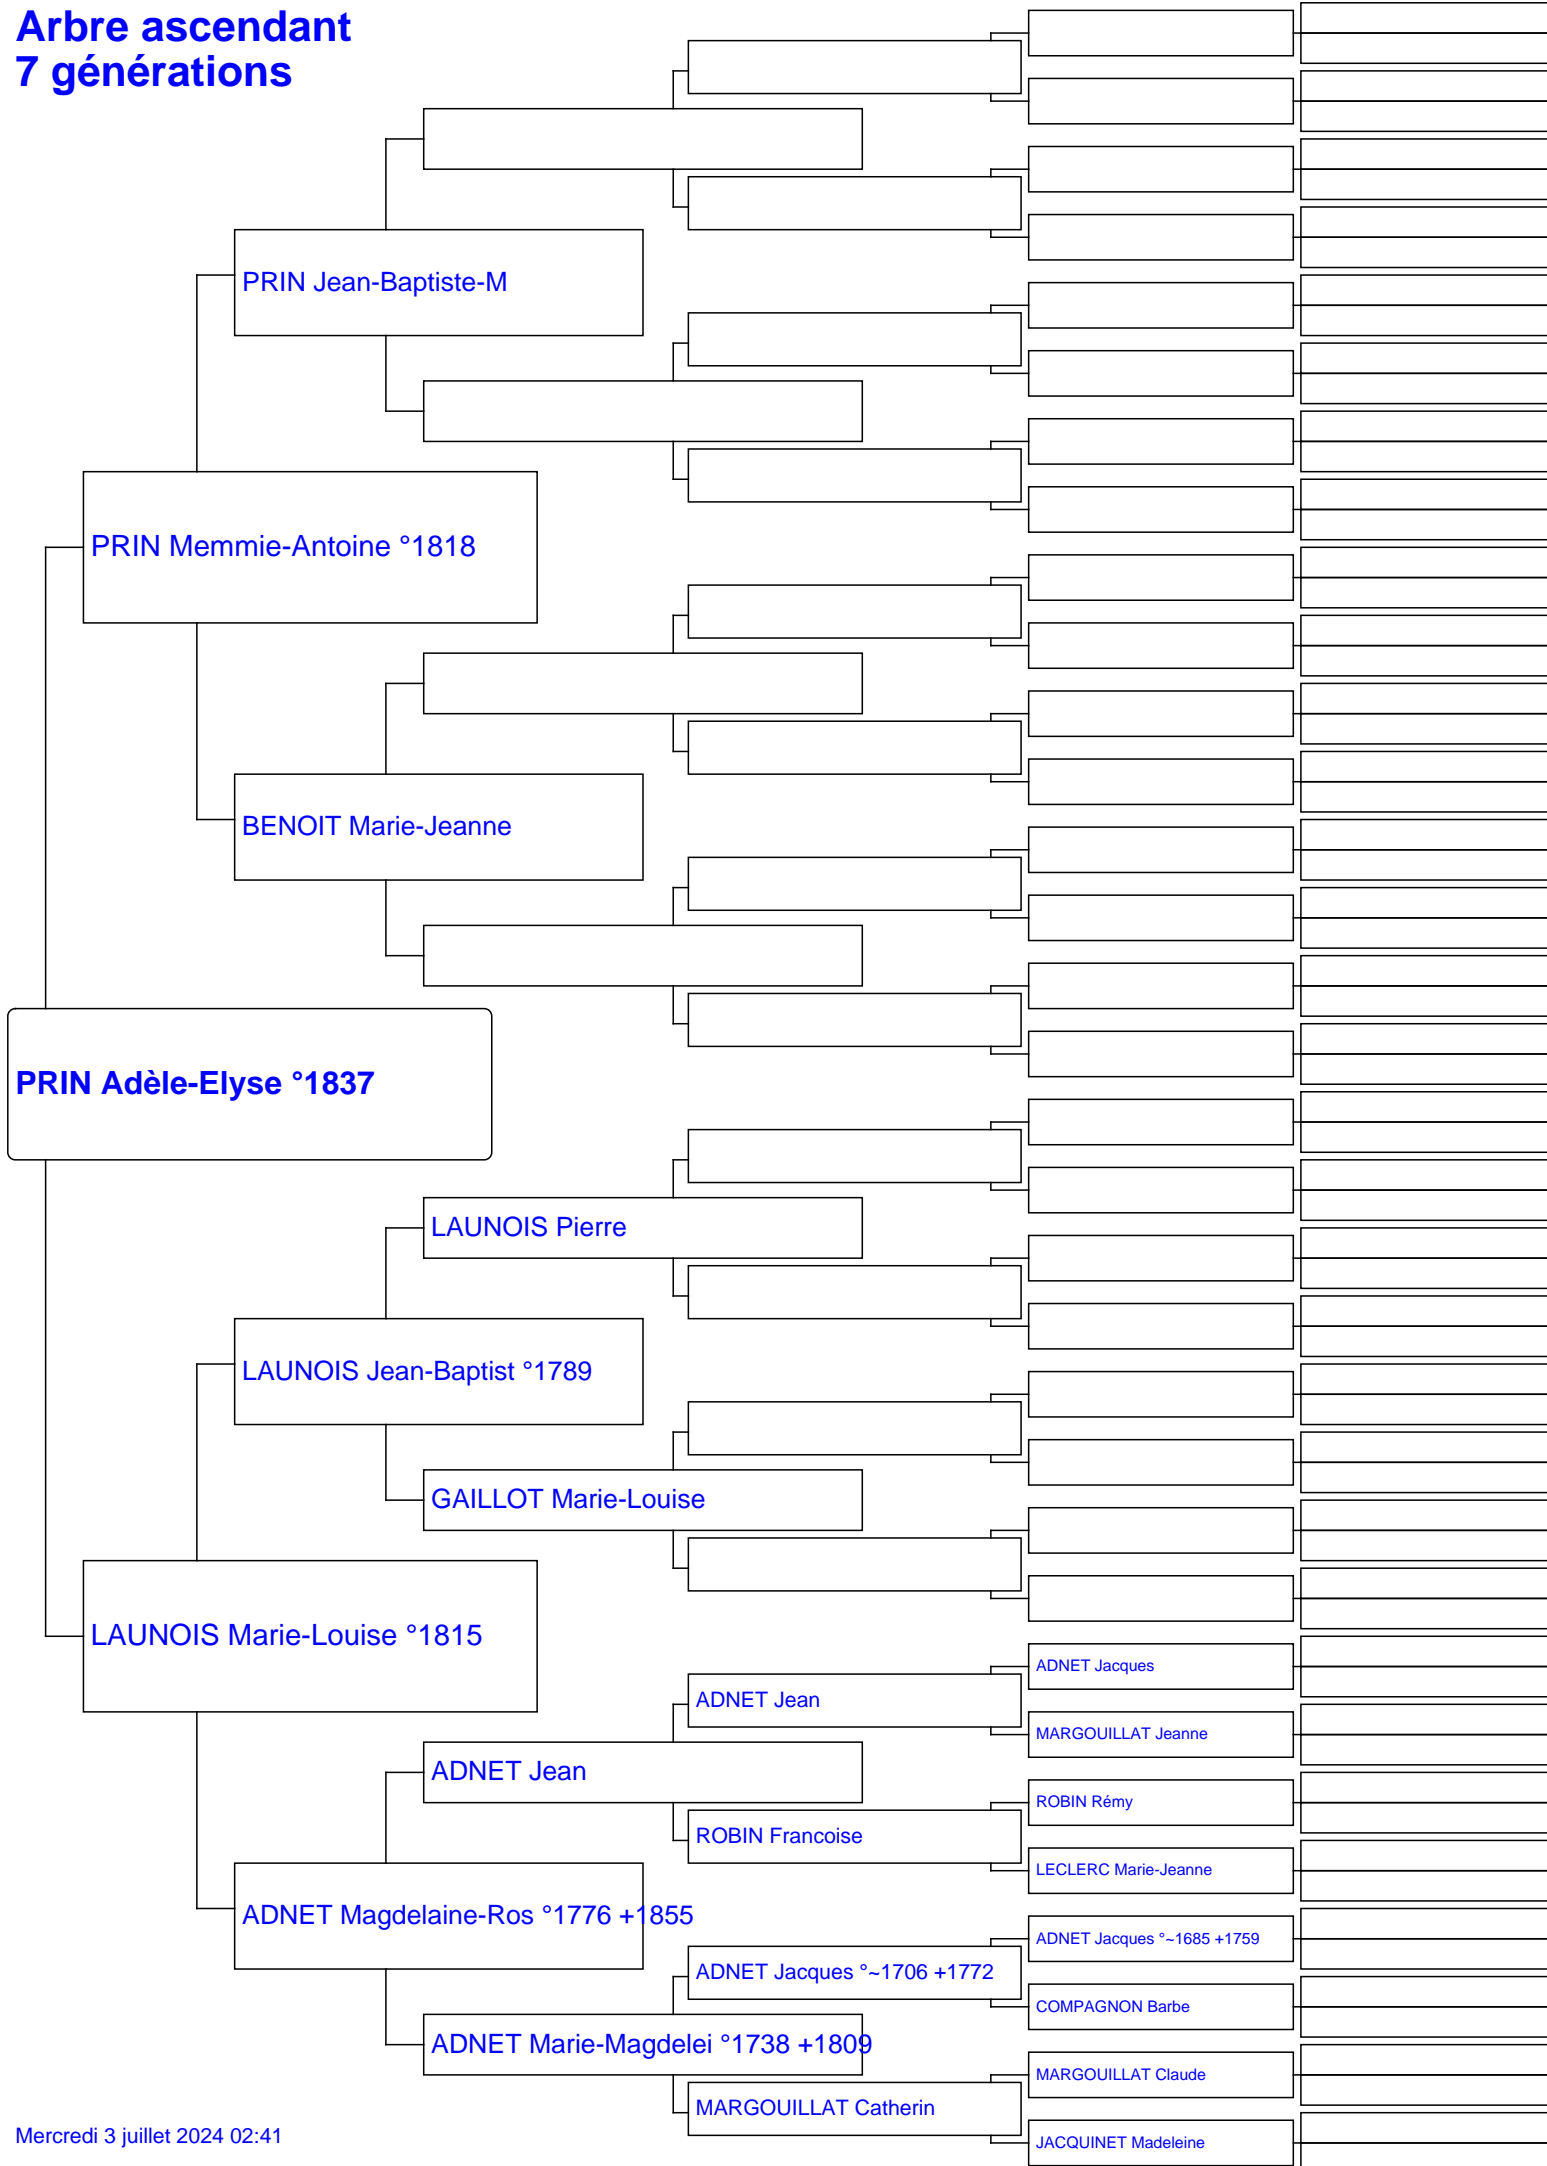 Arbre ascendant
7 générations
PRIN Jean-Baptiste-M
PRIN Memmie-Antoine °1818
BENOIT Marie-Jeanne
PRIN Adèle-Elyse °1837
LAUNOIS Pierre
LAUNOIS Jean-Baptist °1789
GAILLOT Marie-Louise
LAUNOIS Marie-Louise °1815
ADNET Jacques
ADNET Jean
MARGOUILLAT Jeanne
ADNET Jean
ROBIN Rémy
ROBIN Francoise
LECLERC Marie-Jeanne
ADNET Magdelaine-Ros °1776 +1855
ADNET Jacques °~1685 +1759
ADNET Jacques °~1706 +1772
COMPAGNON Barbe
ADNET Marie-Magdelei °1738 +1809
MARGOUILLAT Claude
MARGOUILLAT Catherin
JACQUINET Madeleine
Mercredi 3 juillet 2024 02:41